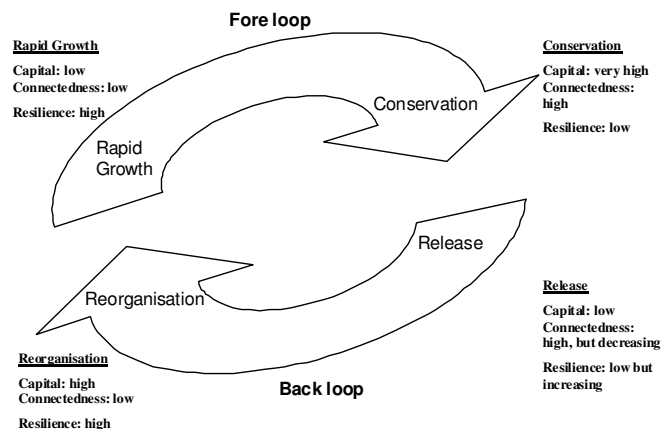 Fore loop
Rapid Growth
Capital: low
Connectedness: low
Resilience: high
Conservation
Capital: very high
Connectedness:
high
Resilience: low
Conservation
Rapid
Growth
Release
Reorganisation
Release
Capital: low
Connectedness:
high, but decreasing
Resilience: low but
increasing
Reorganisation
Capital: high
Connectedness: low
Resilience: high
Back loop